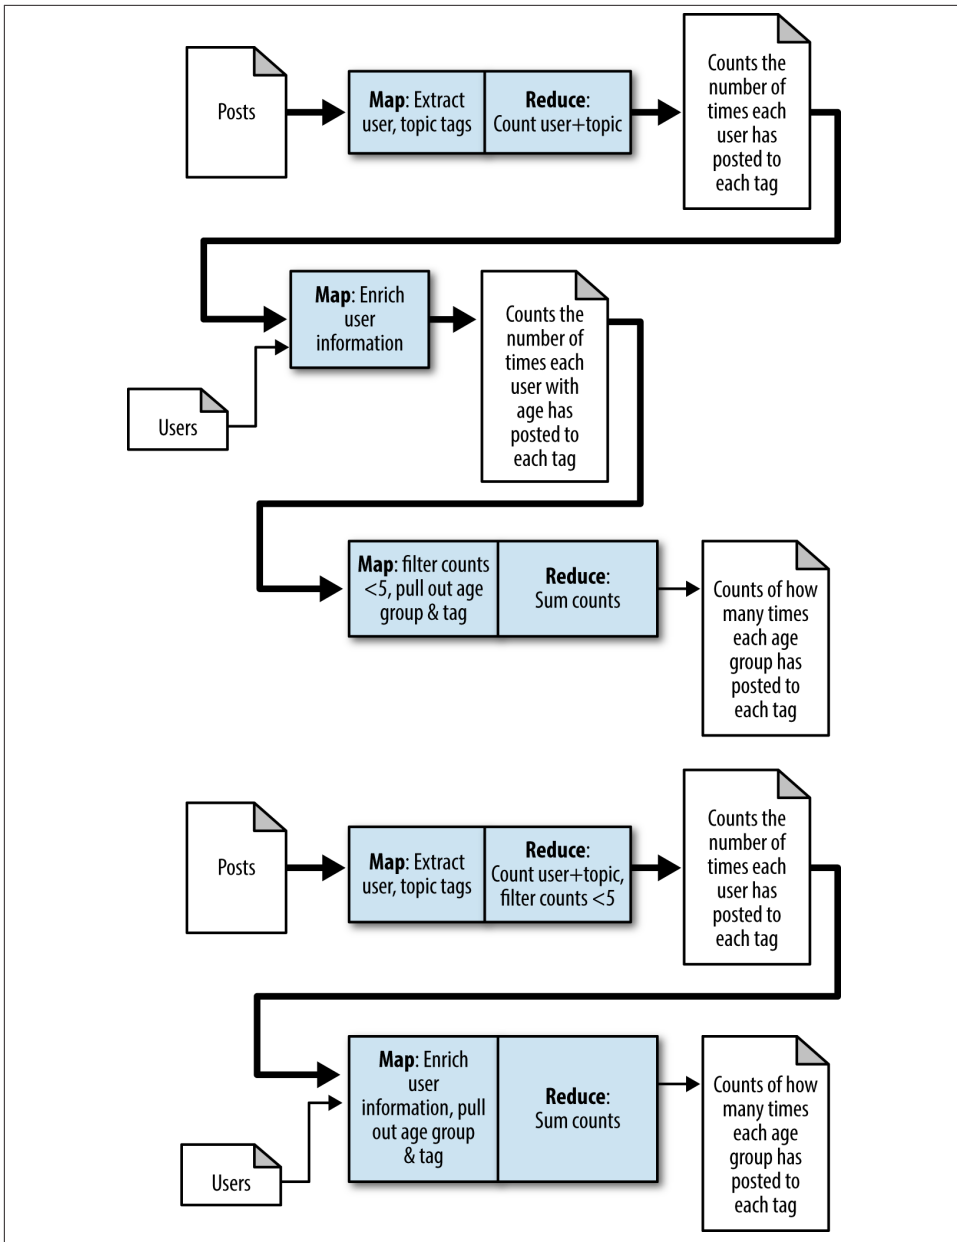 Posts
Map: Extract
user, topic tags
Reduce:
Count user+topic
Counts the
number of
times each
user has
posted to
each tag
Map: Enrich
user
information
Users
Counts the
number of
times each
user with
age has
posted to
each tag
Map: filter counts
<5, pull out age
group & tag
Reduce:
Sum counts
Counts of how
many times
each age
group has
posted to
each tag
Posts
Map: Extract
user, topic tags
Reduce:
Count user+topic,
filter counts <5
Counts the
number of
times each
user has
posted to
each tag
Map: Enrich
user
information, pull
out age group
& tag
Users
Reduce:
Sum counts
Counts of how
many times
each age
group has
posted to
each tag